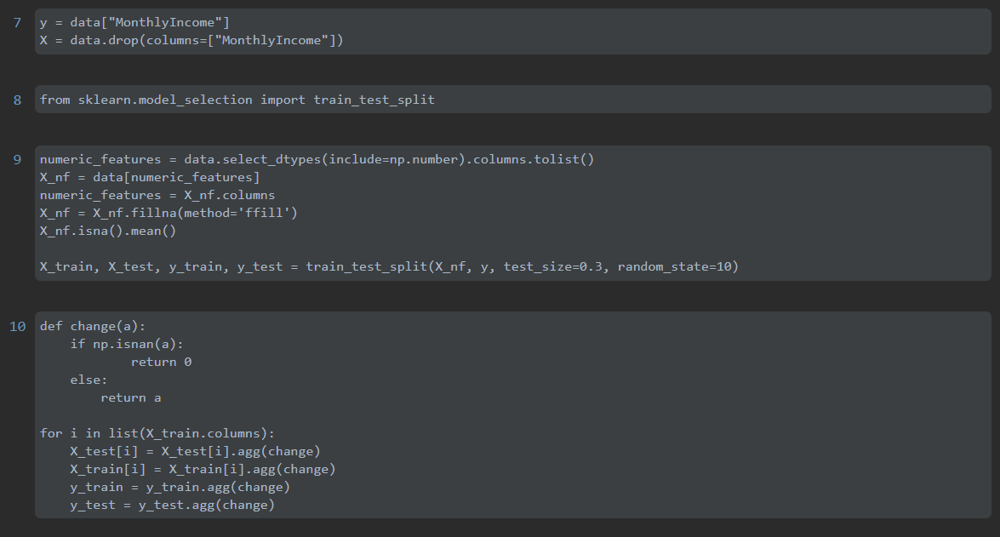 7
y = data["MonthlyIncome"]
X = data.drop(columns=["MonthlyIncome"])
8
from sklearn.model_selection import train_test_split
9
numeric_features = data.select_dtypes(include=np.number).columns.tolist()
X_nf = data[numeric_features]
numeric_features = X_nf.columns
X_nf = X_nf.fillna(method='ffill')
X_nf.isna().mean()

X_train, X_test, y_train, y_test = train_test_split(X_nf, y, test_size=0.3, random_state=10)
10
def change(a):
    if np.isnan(a):
            return 0
    else:
        return a

for i in list(X_train.columns):
    X_test[i] = X_test[i].agg(change)
    X_train[i] = X_train[i].agg(change)
    y_train = y_train.agg(change)
    y_test = y_test.agg(change)